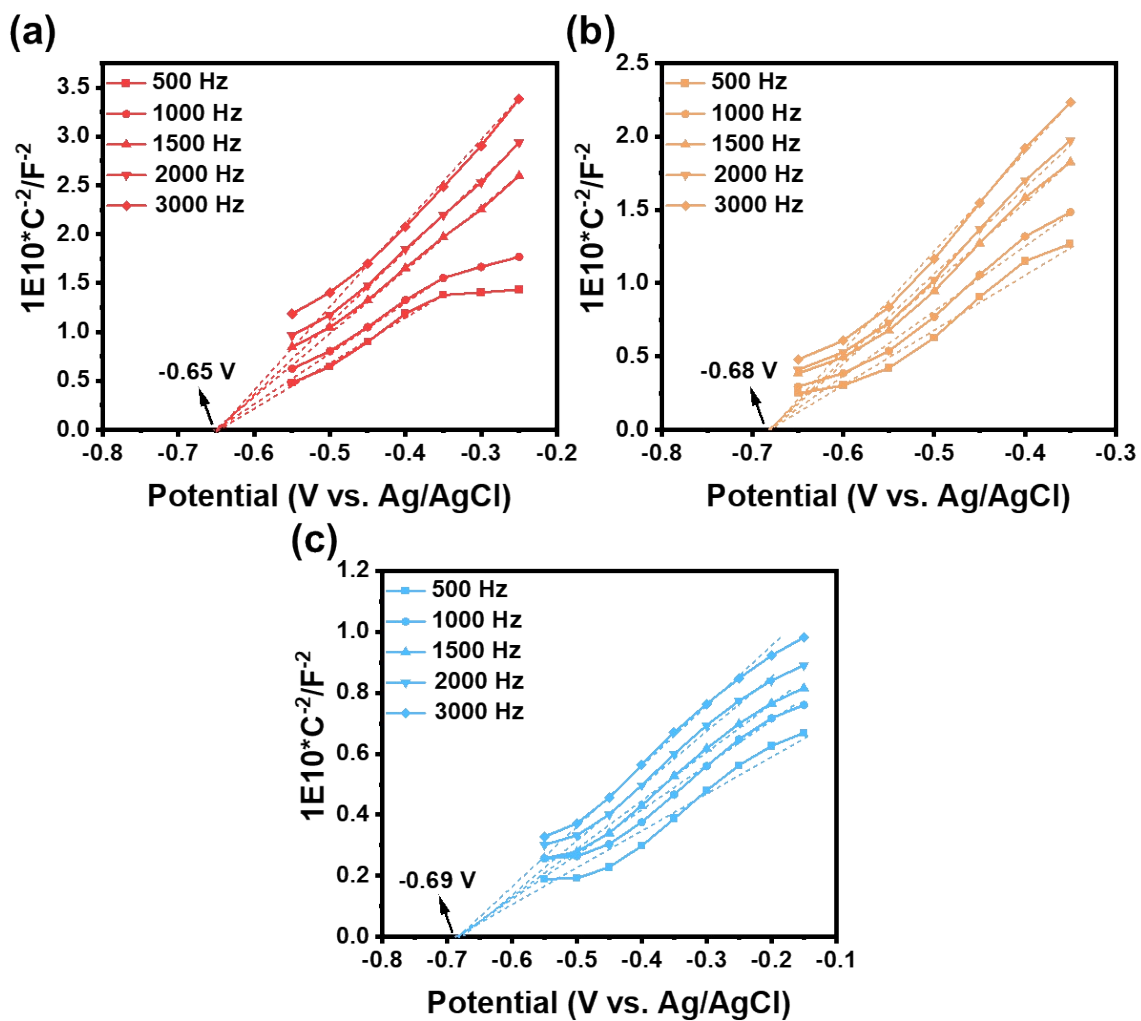 (a)
500 Hz
1000 Hz
1500 Hz
2000 Hz
3000 Hz
3.5
3.0
2.5
2.0
1.5
1.0
0.5
0.0
1E10*C⁻²/F⁻²
-0.65 V
-0.8 -0.7 -0.6 -0.5 -0.4 -0.3 -0.2
Potential (V vs. Ag/AgCl)
(b)
500 Hz
1000 Hz
1500 Hz
2000 Hz
3000 Hz
2.5
2.0
1.5
1.0
0.5
0.0
1E10*C⁻²/F⁻²
-0.68 V
-0.8 -0.7 -0.6 -0.5 -0.4 -0.3
Potential (V vs. Ag/AgCl)
(c)
500 Hz
1000 Hz
1500 Hz
2000 Hz
3000 Hz
1.2
1.0
0.8
0.6
0.4
0.2
0.0
1E10*C⁻²/F⁻²
-0.69 V
-0.8 -0.7 -0.6 -0.5 -0.4 -0.3 -0.2 -0.1
Potential (V vs. Ag/AgCl)